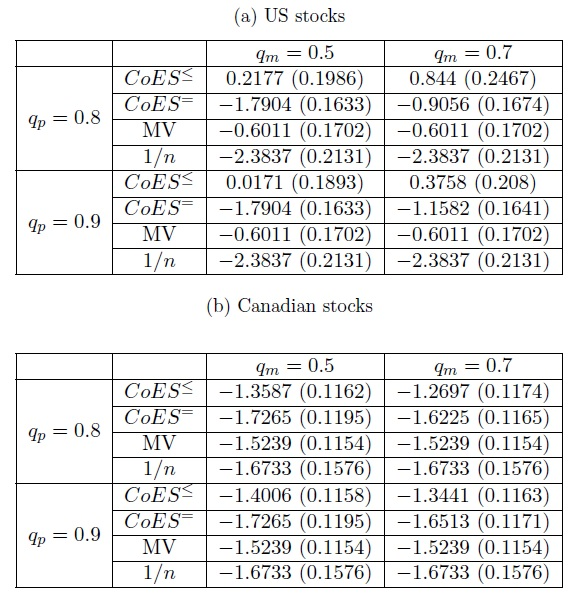 (a) US stocks
q_m = 0.5 q_m = 0.7
q_p = 0.8
CoES^≤ 0.2177 (0.1986) 0.844 (0.2467)
CoES^= −1.7904 (0.1633) −0.9056 (0.1674)
MV −0.6011 (0.1702) −0.6011 (0.1702)
1/n −2.3837 (0.2131) −2.3837 (0.2131)
q_p = 0.9
CoES^≤ 0.0171 (0.1893) 0.3758 (0.208)
CoES^= −1.7904 (0.1633) −1.1582 (0.1641)
MV −0.6011 (0.1702) −0.6011 (0.1702)
1/n −2.3837 (0.2131) −2.3837 (0.2131)
(b) Canadian stocks
q_m = 0.5 q_m = 0.7
q_p = 0.8
CoES^≤ −1.3587 (0.1162) −1.2697 (0.1174)
CoES^= −1.7265 (0.1195) −1.6225 (0.1165)
MV −1.5239 (0.1154) −1.5239 (0.1154)
1/n −1.6733 (0.1576) −1.6733 (0.1576)
q_p = 0.9
CoES^≤ −1.4006 (0.1158) −1.3441 (0.1163)
CoES^= −1.7265 (0.1195) −1.6513 (0.1171)
MV −1.5239 (0.1154) −1.5239 (0.1154)
1/n −1.6733 (0.1576) −1.6733 (0.1576)